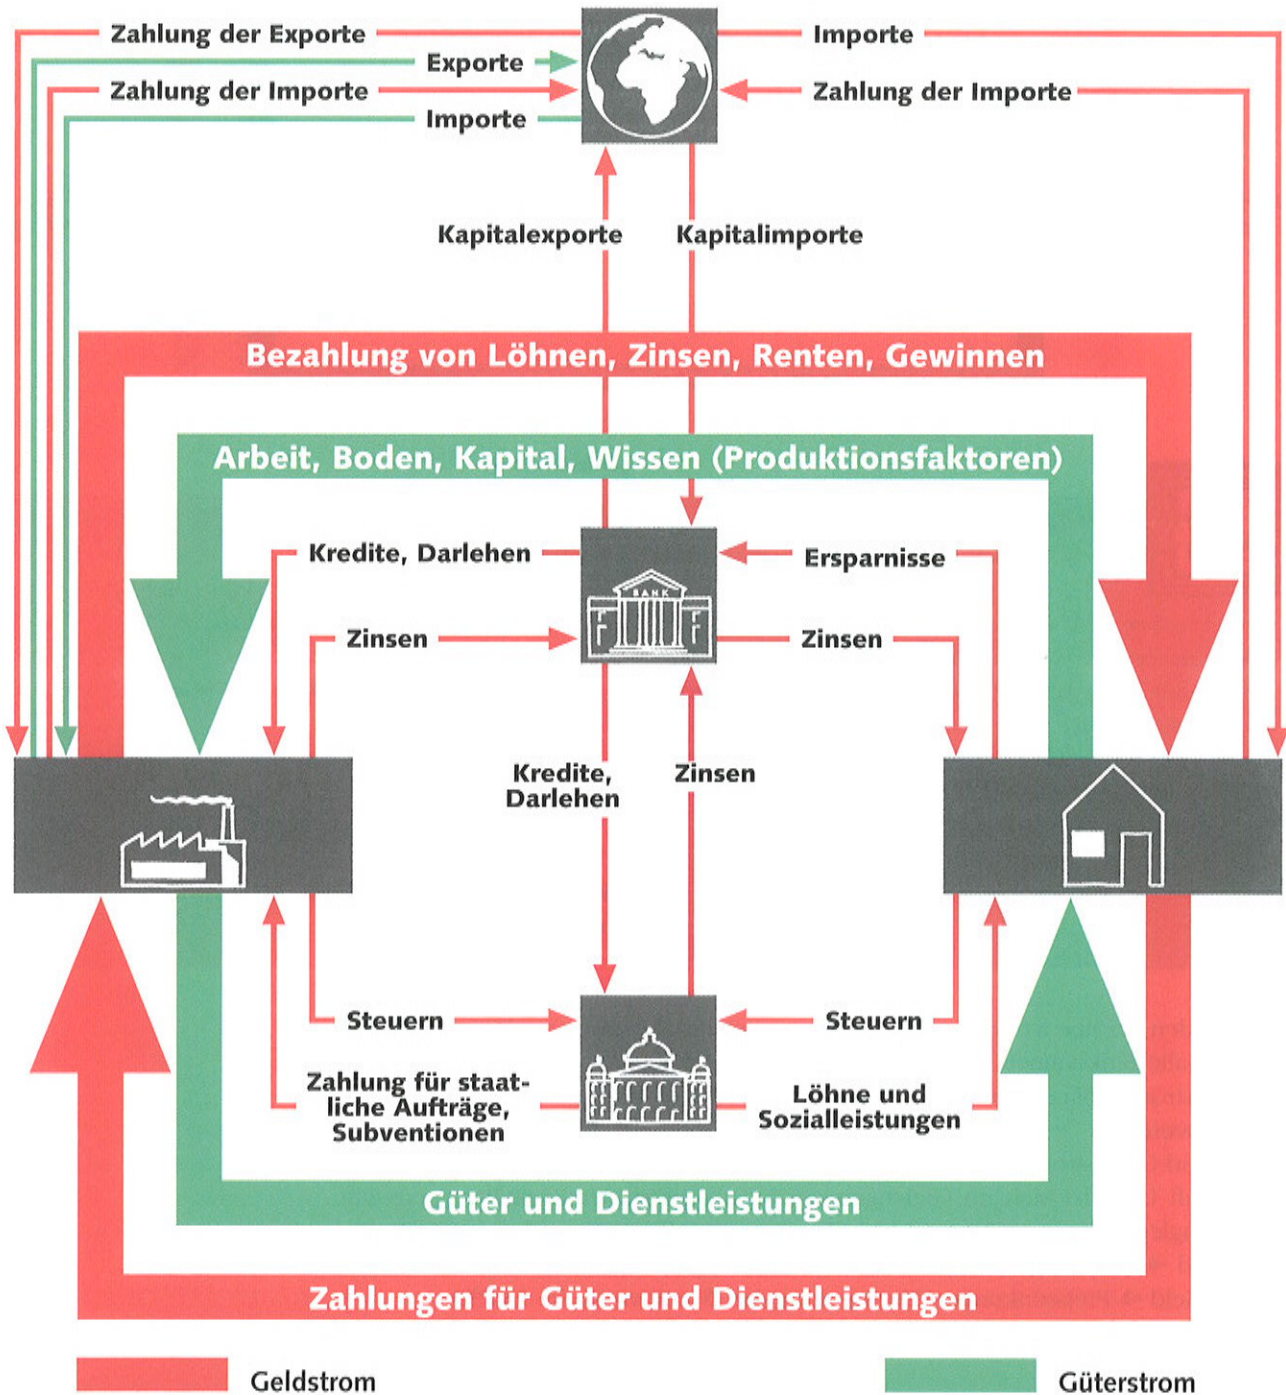 Zahlung der Exporte
Importe
Exporte
Zahlung der Importe
Zahlung der Importe
Importe
Kapitalexporte
Kapitalimporte
Bezahlung von Löhnen, Zinsen, Renten, Gewinnen
Arbeit, Boden, Kapital, Wissen (Produktionsfaktoren)
Kredite, Darlehen
Ersparnisse
BANK
Zinsen
Zinsen
Kredite,
Darlehen
Zinsen
Steuern
Steuern
Zahlung für staat-
liche Aufträge,
Subventionen
Löhne und
Sozialleistungen
Güter und Dienstleistungen
Zahlungen für Güter und Dienstleistungen
Geldstrom
Güterstrom